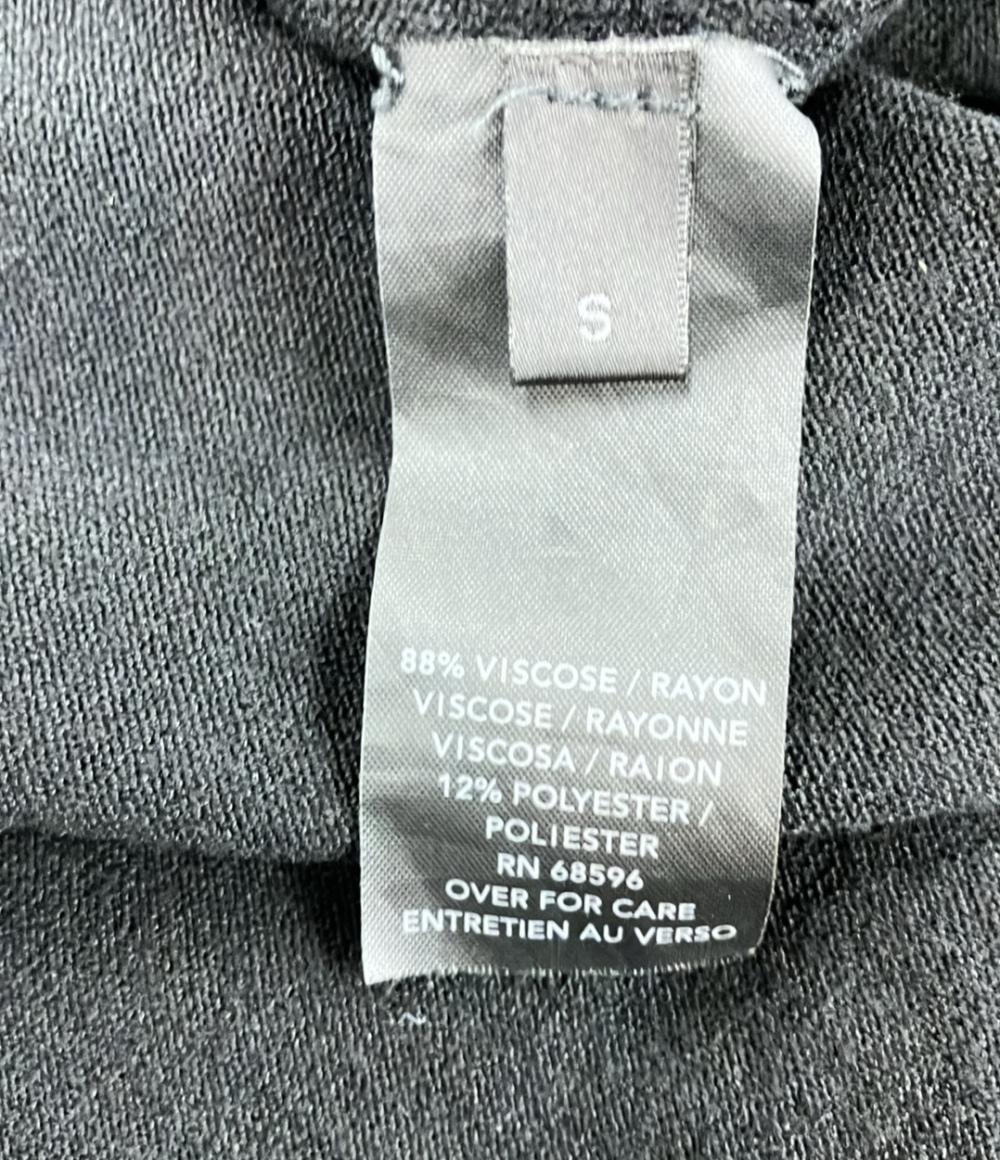 S
88% VISCOSE / RAYON
VISCOSE / RAYONNE
VISCOSA / RAION
12% POLYESTER /
POLIESTER
RN 68596
OVER FOR CARE
ENTRETIEN AU VERSO